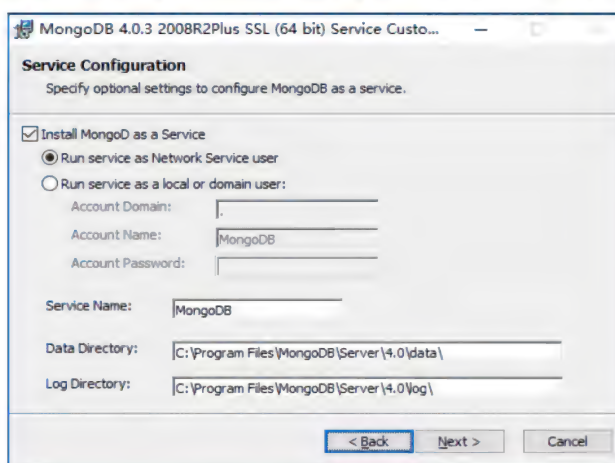 MongoDB 4.0.3 2008R2Plus SSL (64 bit) Service Custo...
Service Configuration
Specify optional settings to configure MongoDB as a service.
Install MongoD as a Service
Run service as Network Service user
Run service as a local or domain user:
Account Domain: .
Account Name: MongoDB
Account Password:
Service Name: MongoDB
Data Directory: C:\Program Files\MongoDB\Server\4.0\data\
Log Directory: C:\Program Files\MongoDB\Server\4.0\log\
< Back Next > Cancel